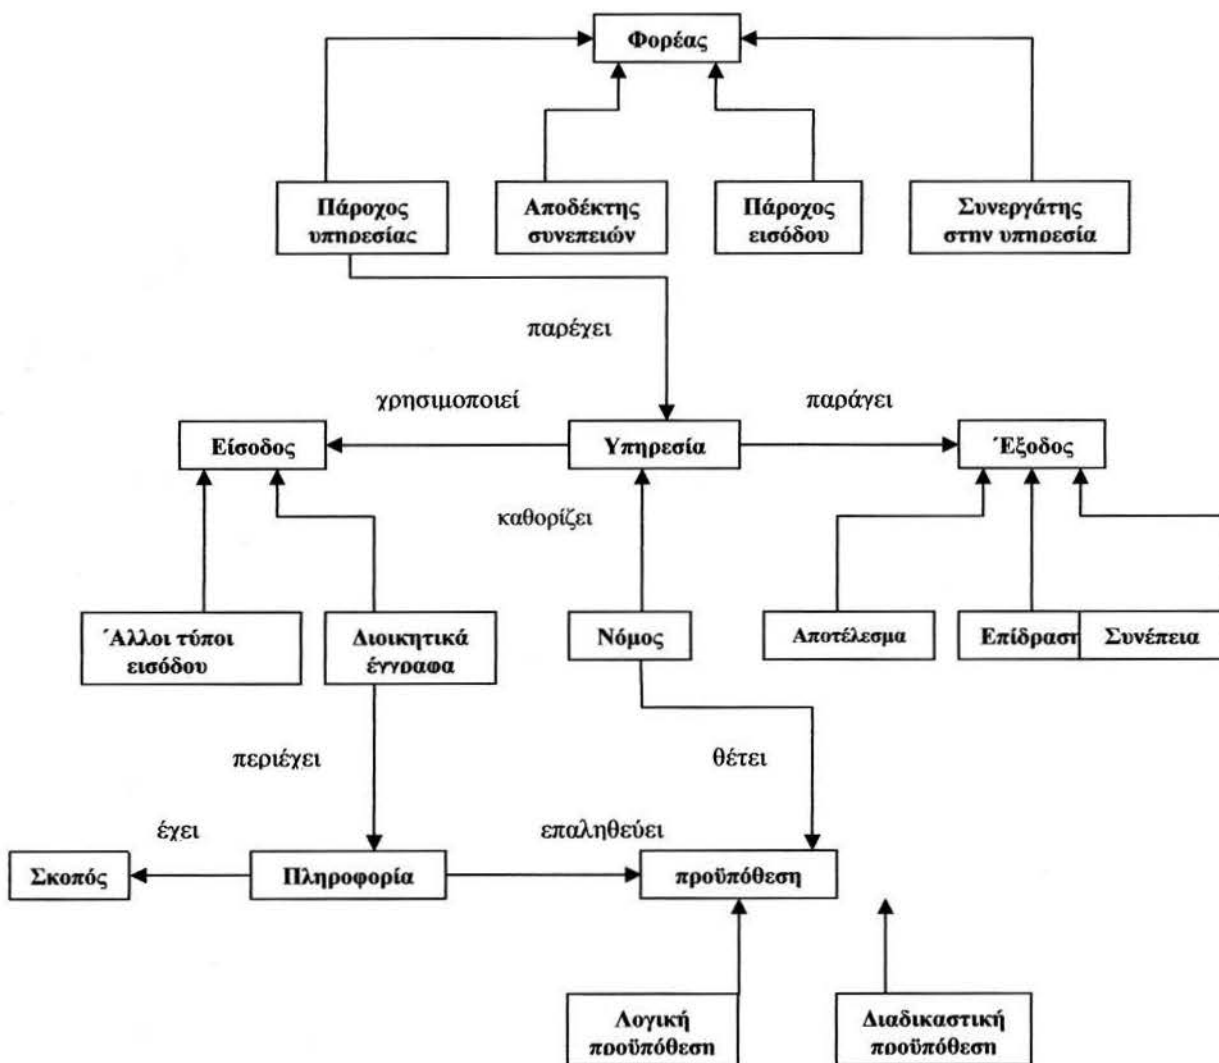 Φορέας
Πάροχος
υπηρεσίας
Αποδέκτης
συνεπειών
Πάροχος
εισόδου
Συνεργάτης
στην υπηρεσία
παρέχει
χρησιμοποιεί
παράγει
Είσοδος
Υπηρεσία
Έξοδος
καθορίζει
Άλλοι τύποι
εισόδου
Διοικητικά
έγγραφα
Νόμος
Αποτέλεσμα
Επίδραση
Συνέπεια
περιέχει
θέτει
έχει
επαληθεύει
Σκοπός
Πληροφορία
προϋπόθεση
Λογική
προϋπόθεση
Διαδικαστική
προϋπόθεση